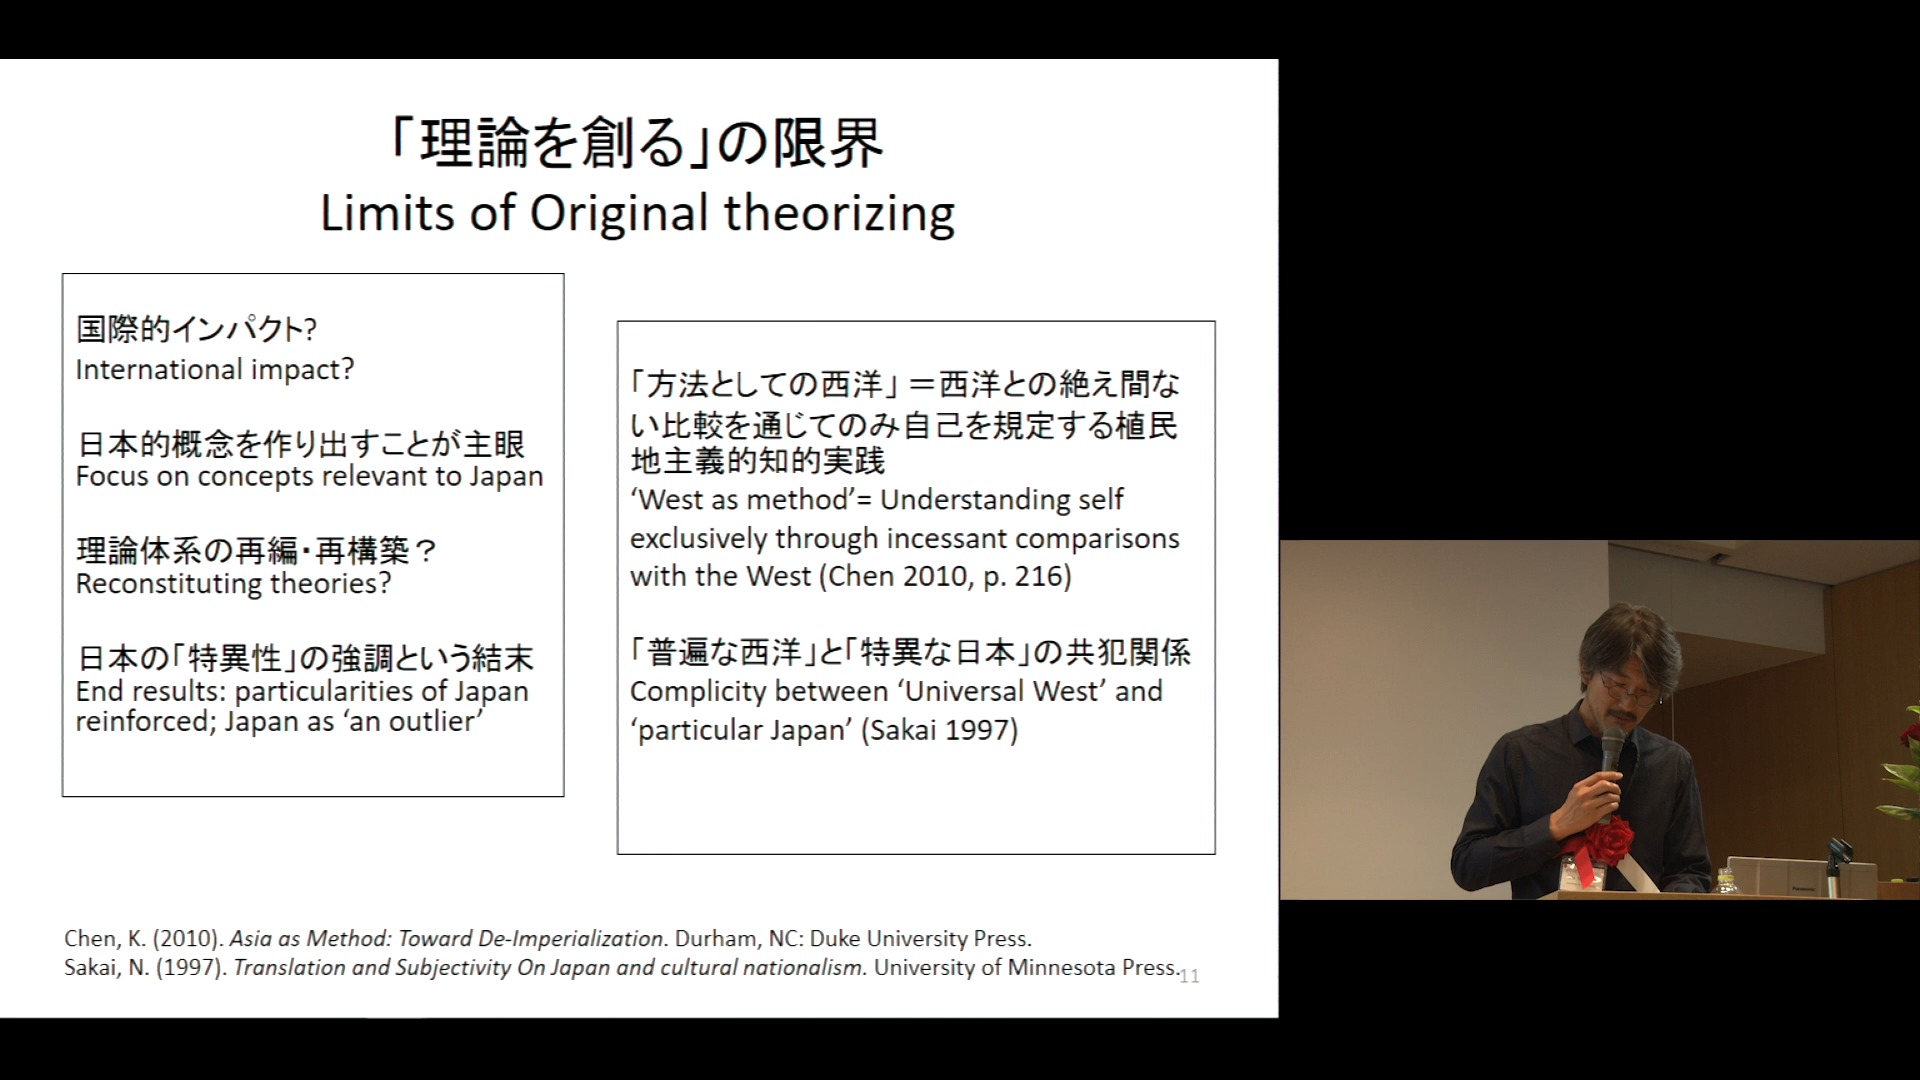 「理論を創る」の限界
Limits of Original theorizing
国際的インパクト?
International impact?
日本的概念を作り出すことが主眼
Focus on concepts relevant to Japan
理論体系の再編・再構築？
Reconstituting theories?
日本の「特異性」の強調という結末
End results: particularities of Japan
reinforced; Japan as ‘an outlier’
「方法としての西洋」＝西洋との絶え間な
い比較を通じてのみ自己を規定する植民
地主義的知的実践
‘West as method’= Understanding self
exclusively through incessant comparisons
with the West (Chen 2010, p. 216)
「普遍な西洋」と「特異な日本」の共犯関係
Complicity between ‘Universal West’ and
‘particular Japan’ (Sakai 1997)
Chen, K. (2010). Asia as Method: Toward De-Imperialization. Durham, NC: Duke University Press.
Sakai, N. (1997). Translation and Subjectivity On Japan and cultural nationalism. University of Minnesota Press.
11